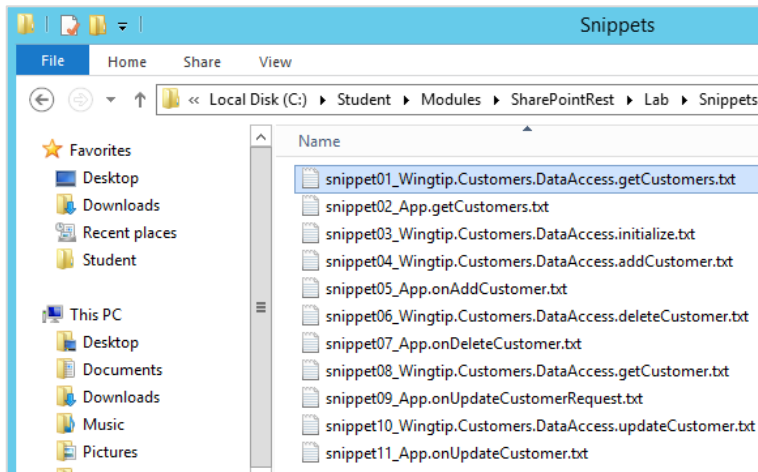 Snippets
File Home Share View
« Local Disk (C:) Student Modules SharePointRest Lab Snippets
Favorites
Desktop
Downloads
Recent places
Student
This PC
Desktop
Documents
Downloads
Music
Pictures
Name
snippet01_Wingtip.Customers.DataAccess.getCustomers.txt
snippet02_App.getCustomers.txt
snippet03_Wingtip.Customers.DataAccess.initialize.txt
snippet04_Wingtip.Customers.DataAccess.addCustomer.txt
snippet05_App.onAddCustomer.txt
snippet06_Wingtip.Customers.DataAccess.deleteCustomer.txt
snippet07_App.onDeleteCustomer.txt
snippet08_Wingtip.Customers.DataAccess.getCustomer.txt
snippet09_App.onUpdateCustomerRequest.txt
snippet10_Wingtip.Customers.DataAccess.updateCustomer.txt
snippet11_App.onUpdateCustomer.txt